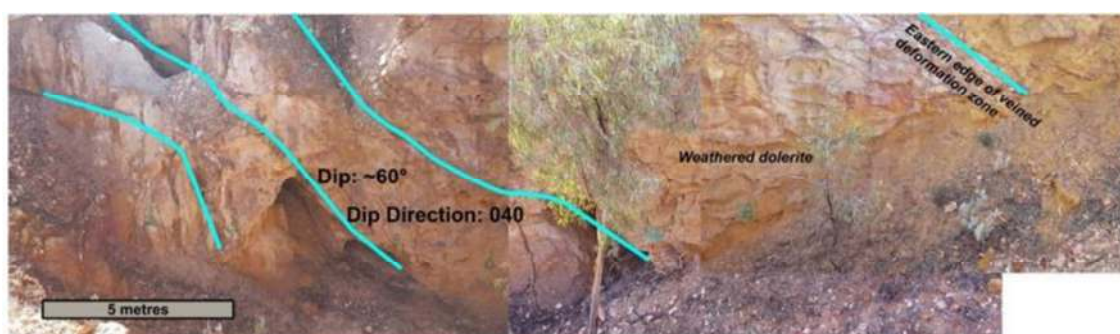 Eastern edge of veined
deformation zone
Weathered dolerite
Dip: ~60°
Dip Direction: 040
5 metres